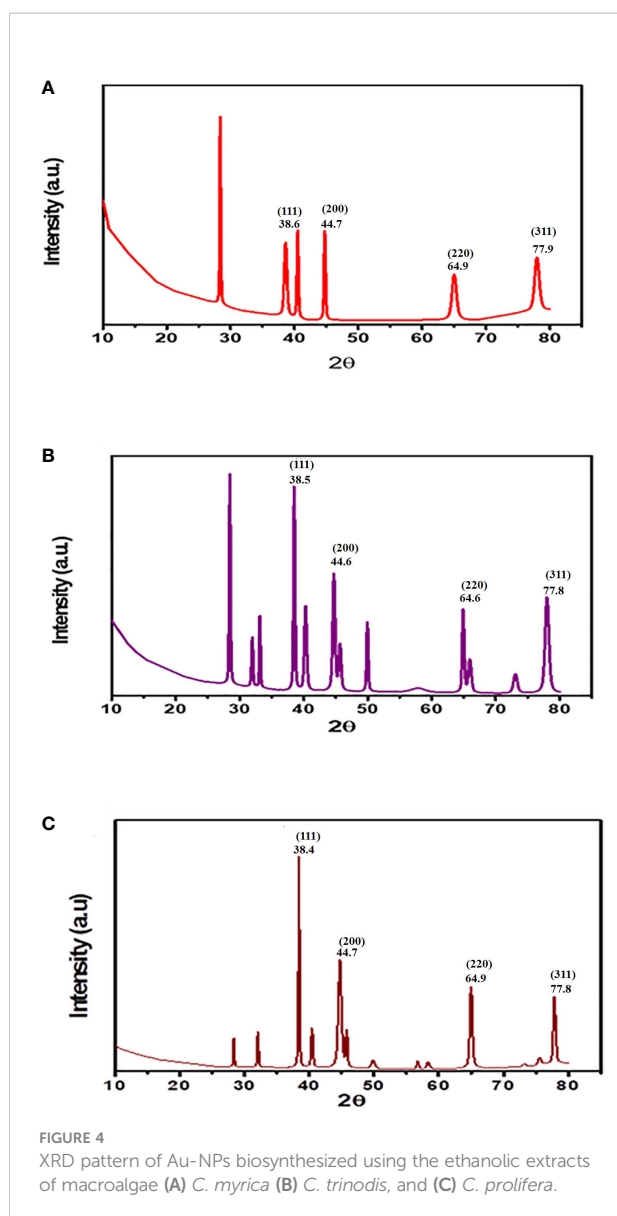 A
Intensity (a.u.)
(111)
38.6
(200)
44.7
(220)
64.9
(311)
77.9
10 20 30 40 50 60 70 80
2θ
B
Intensity (a.u.)
(111)
38.5
(200)
44.6
(220)
64.6
(311)
77.8
10 20 30 40 50 60 70 80
2θ
C
Intensity (a.u)
(111)
38.4
(200)
44.7
(220)
64.9
(311)
77.8
10 20 30 40 50 60 70 80
2θ
FIGURE 4
XRD pattern of Au-NPs biosynthesized using the ethanolic extracts
of macroalgae (A) C. myrica (B) C. trinodis, and (C) C. prolifera.